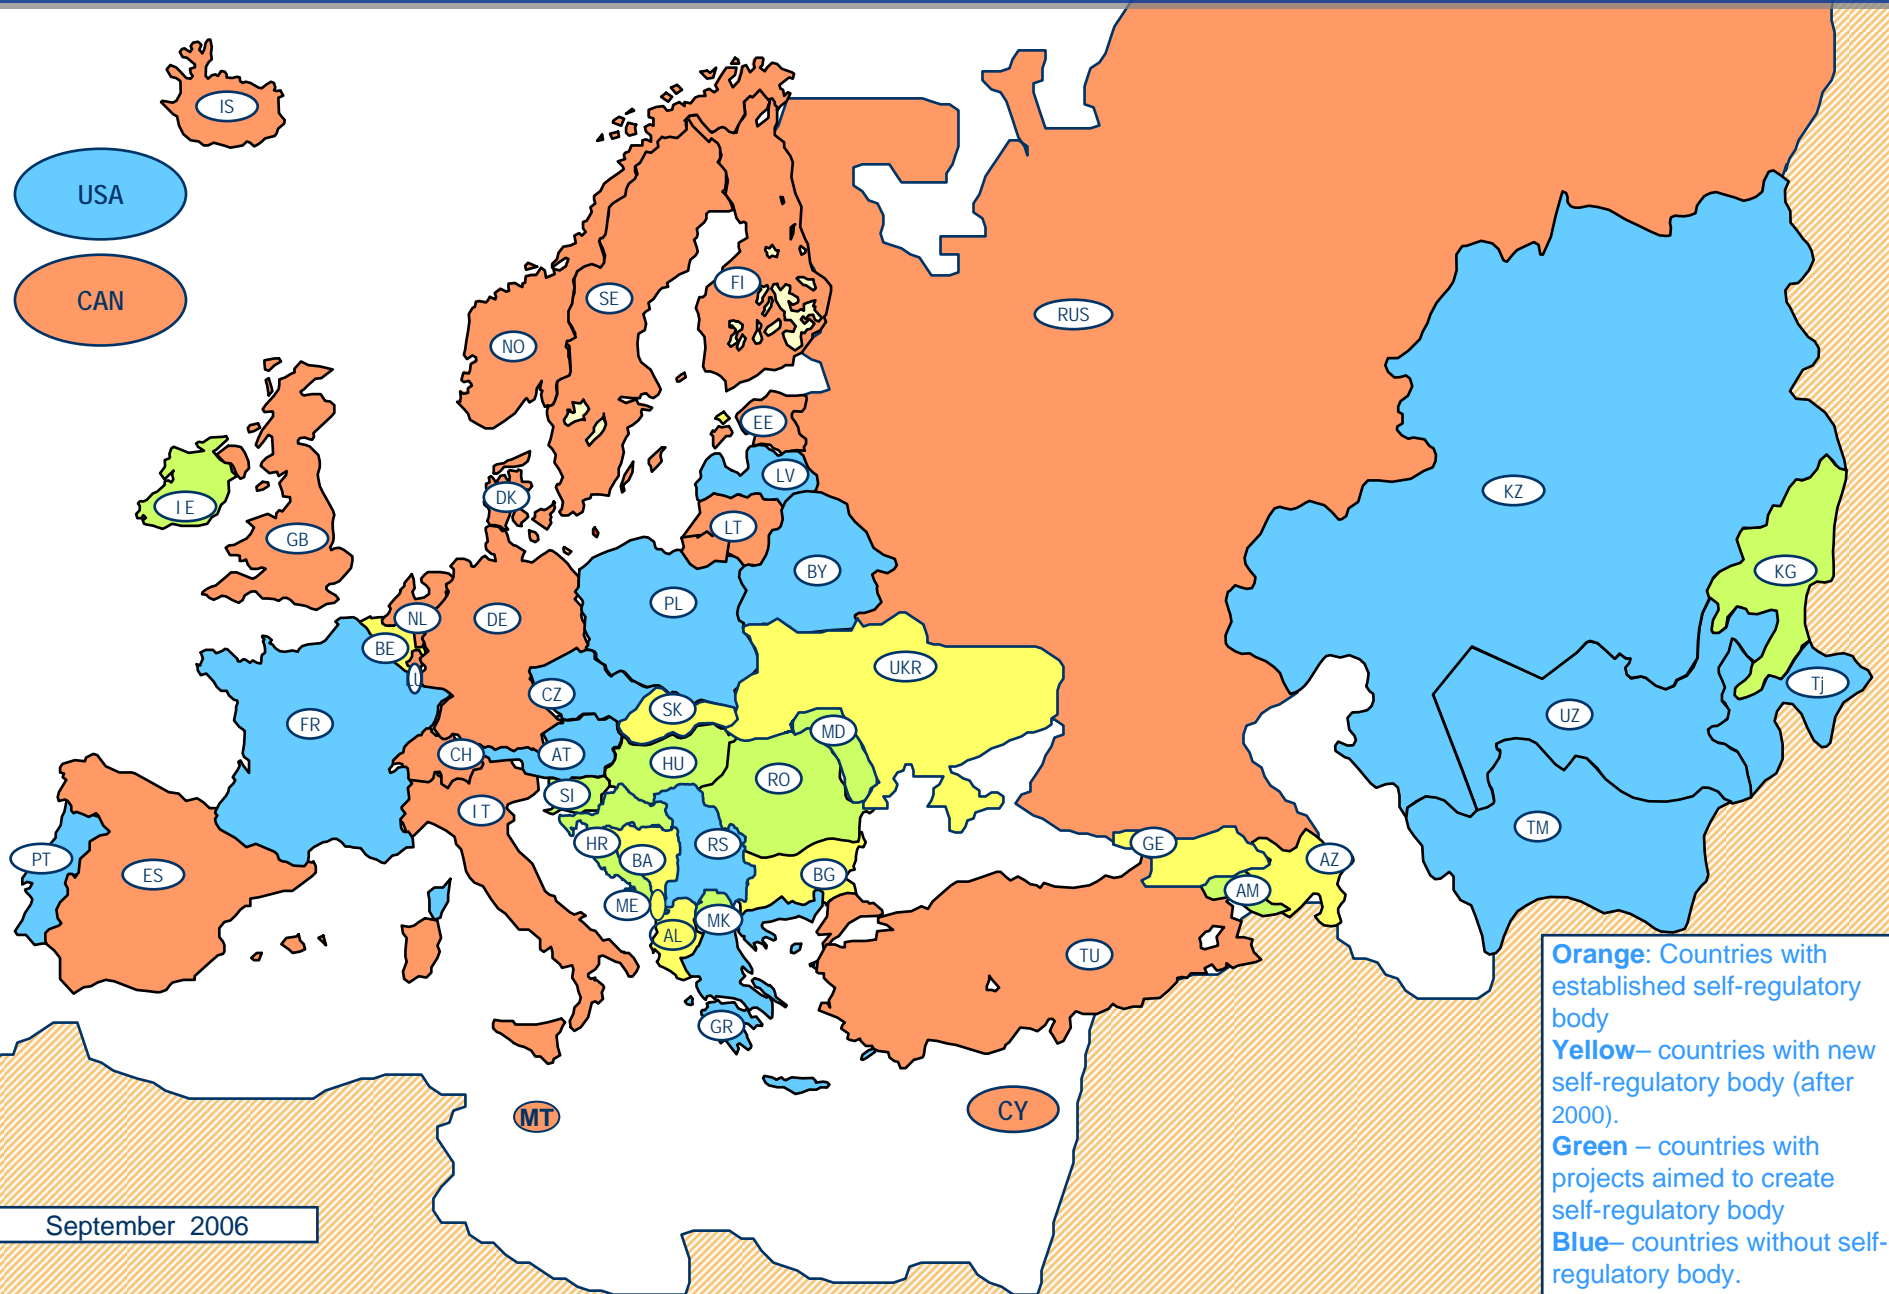 IS
USA
CAN
FI
SE
RUS
NO
EE
LV
KZ
DK
IE
LT
GB
BY
KG
PL
NL
DE
BE
UKR
LU
CZ
Tj
SK
FR
UZ
MD
CH
AT
HU
RO
SI
IT
TM
HR
RS
GE
PT
BA
AZ
ES
BG
AM
ME
MK
AL
TU
GR
MT
CY
Orange: Countries with
established self-regulatory
body
Yellow– countries with new
self-regulatory body (after
2000).
Green – countries with
projects aimed to create
self-regulatory body
Blue– countries without self-
regulatory body.
September 2006